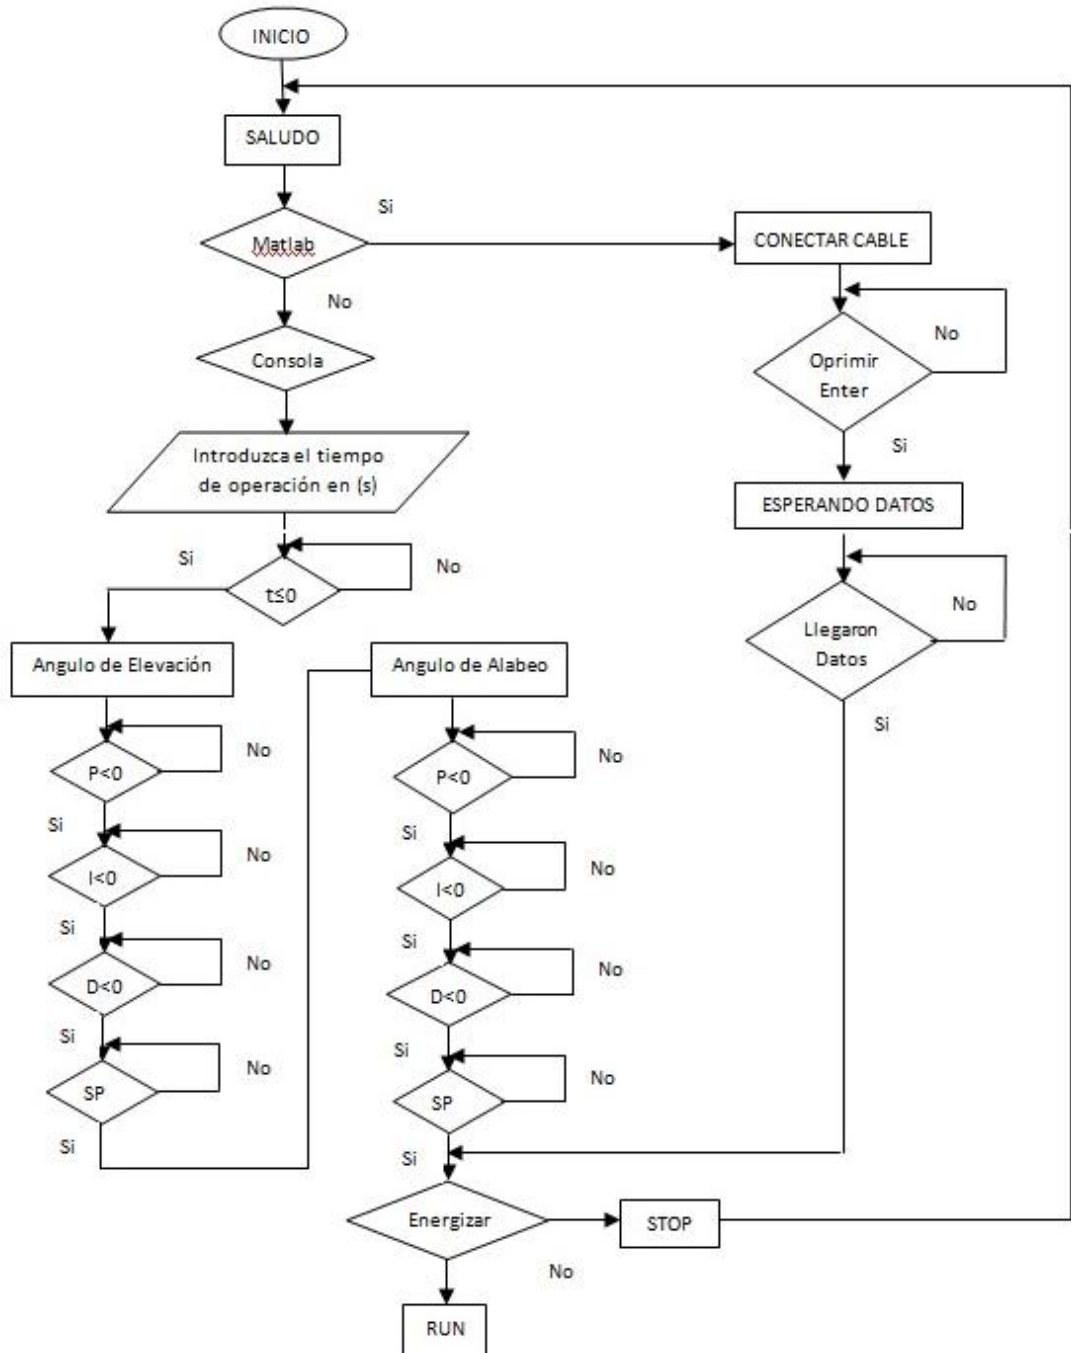 INICIO
SALUDO
Si
Matlab
CONECTAR CABLE
No
Consola
No
Oprimir
Enter
Si
Introduzca el tiempo
de operación en (s)
ESPERANDO DATOS
Si
No
t≤0
No
Llegaron
Datos
Si
Angulo de Elevación
No
P<0
Si
No
I<0
Si
No
D<0
Si
No
SP
Si
Angulo de Alabeo
No
P<0
Si
No
I<0
Si
No
D<0
Si
No
SP
Si
Energizar
STOP
No
RUN